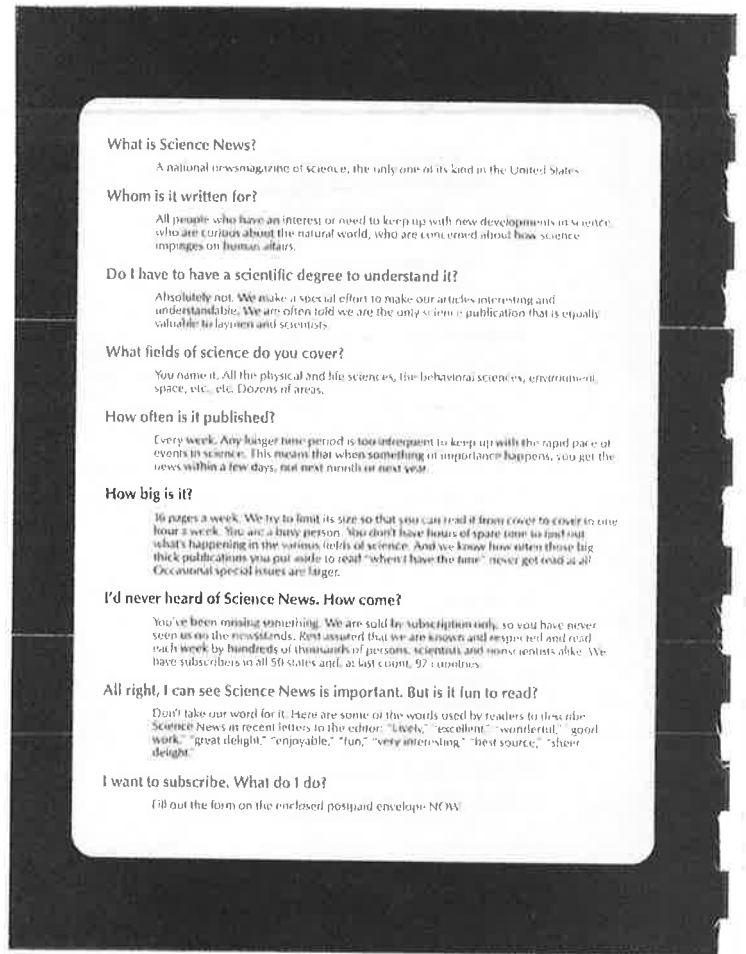 What is Science News?
A national newsmagazine of science, the only one of its kind in the United States
Whom is it written for?
All people who have an interest or need to keep up with new developments in science,
who are curious about the natural world, who are concerned about how science
impinges on human affairs.
Do I have to have a scientific degree to understand it?
Absolutely not. We make a special effort to make our articles interesting and
understandable. We are often told we are the only science publication that is equally
valuable to laymen and scientists.
What fields of science do you cover?
You name it. All the physical and life sciences, the behavioral sciences, environment,
space, etc., etc. Dozens of areas.
How often is it published?
Every week. Any longer time period is too infrequent to keep up with the rapid pace of
events in science. This means that when something of importance happens, you get the
news within a few days, not next month or next year.
How big is it?
16 pages a week. We try to limit its size so that you can read it from cover to cover in one
hour a week. You are a busy person. You don't have hours of spare time to find out
what's happening in the various fields of science. And we know how often those big
thick publications you put aside to read "when I have the time" never get read at all.
Occasional special issues are larger.
I'd never heard of Science News. How come?
You've been missing something. We are sold by subscription only, so you have never
seen us on the newsstands. Rest assured that we are known and respected and read
each week by hundreds of thousands of persons, scientists and nonscientists alike. We
have subscribers in all 50 states and, at last count, 92 countries.
All right, I can see Science News is important. But is it fun to read?
Don't take our word for it. Here are some of the words used by readers to describe
Science News in recent letters to the editor: "Lively," "excellent," "wonderful," "good
work," "great delight," "enjoyable," "fun," "very interesting," "best source," "sheer
delight."
I want to subscribe. What do I do?
Fill out the form on the enclosed postpaid envelope NOW